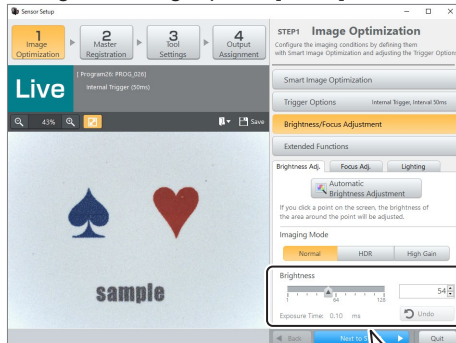 Sensor Setup
1 Image Optimization
2 Master Registration
3 Tool Settings
4 Output Assignment
STEP1 Image Optimization
Configure the imaging conditions by defining them
with Smart Image Optimization and adjusting the Trigger Options
Live
[ Program26: PROG_026)
Internal Trigger (50ms)
43%
Save
sample
Smart Image Optimization
Trigger Options Internal Trigger, Interval 50ms
Brightness/Focus Adjustment
Extended Functions
Brightness Adj. Focus Adj. Lighting
Automatic
Brightness Adjustment
If you click a point on the screen, the brightness of
the area around the point will be adjusted.
Imaging Mode
Normal HDR High Gain
Brightness
1 64 128
54
Exposure Time: 0.10 ms Undo
Back Next to Quit